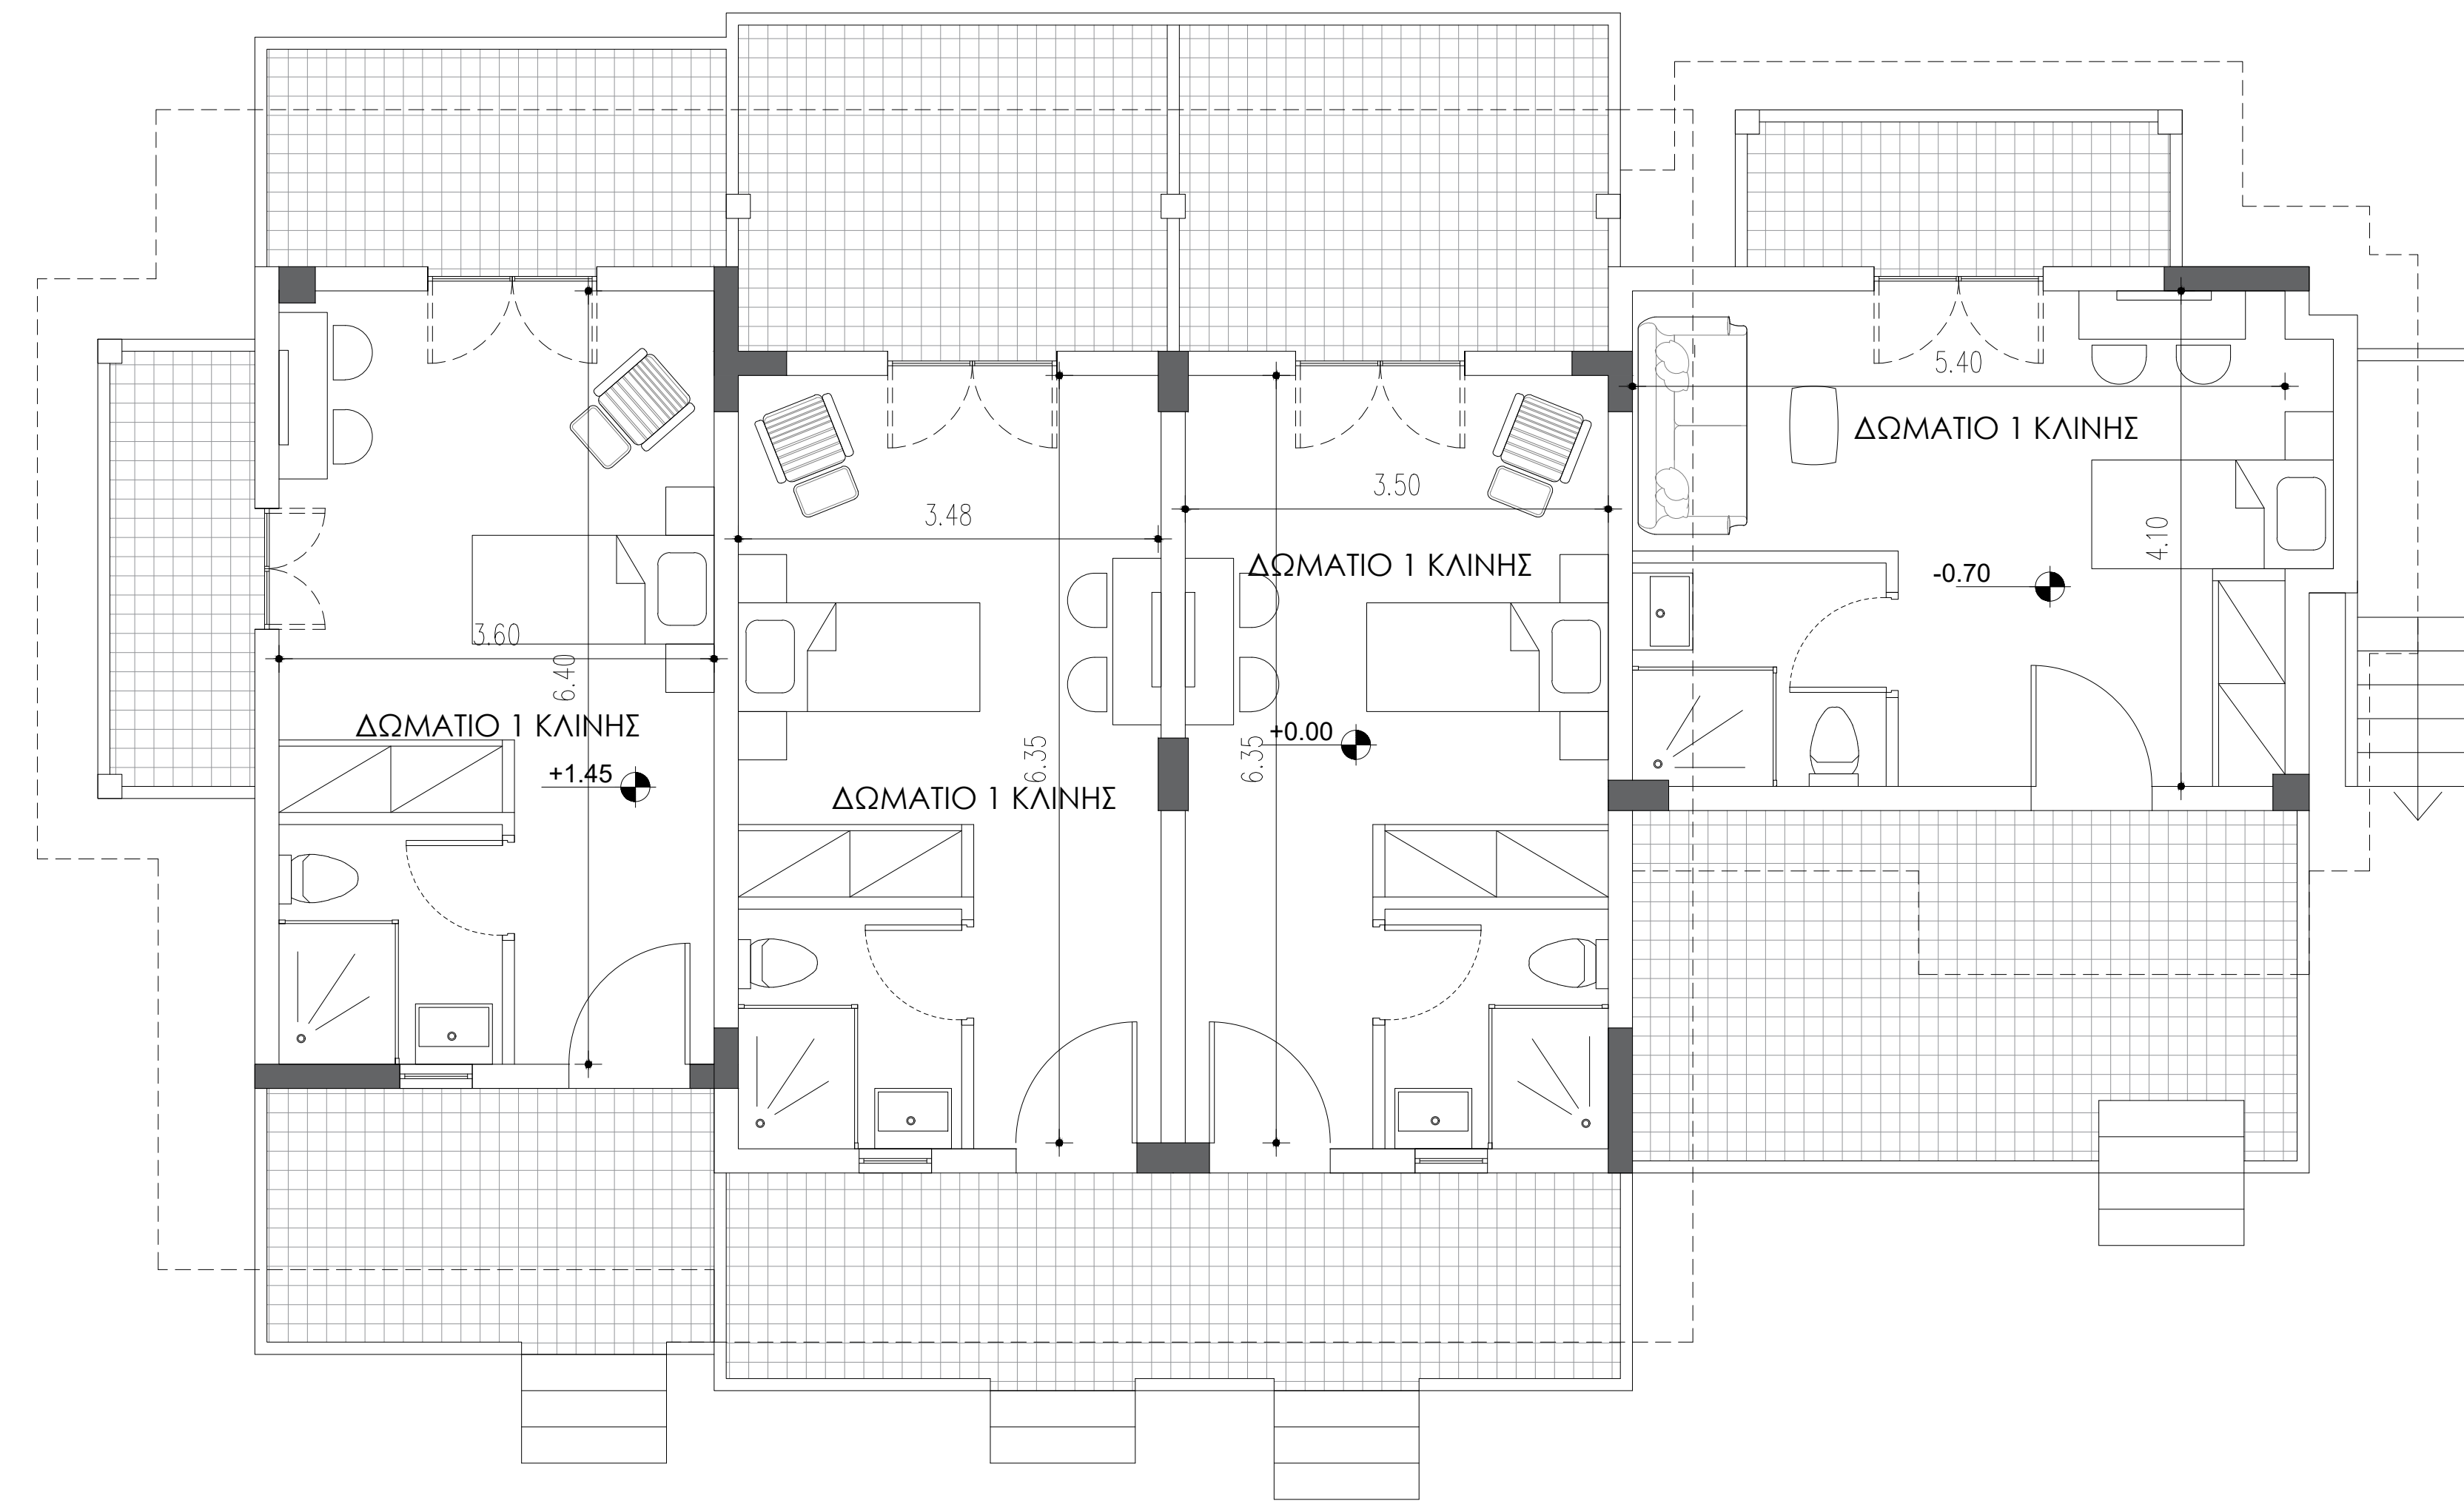 5.40
ΔΩΜΑΤΙΟ 1 ΚΛΙΝΗΣ
3.50
3.48
4.10
ΔΩΜΑΤΙΟ 1 ΚΛΙΝΗΣ
-0.70
3.60
6.40
ΔΩΜΑΤΙΟ 1 ΚΛΙΝΗΣ
+0.00
6.35
6.35
+1.45
ΔΩΜΑΤΙΟ 1 ΚΛΙΝΗΣ